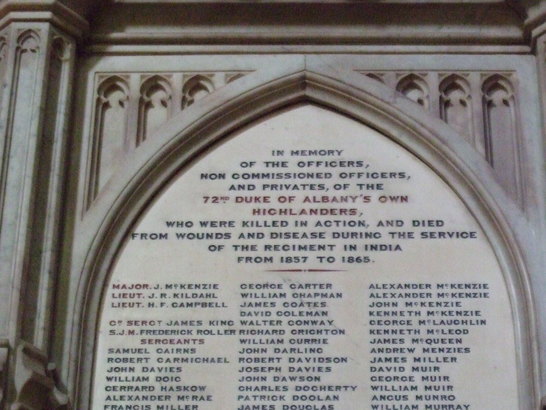 IN MEMORY
OF THE OFFICERS,
NON COMMISSIONED OFFICERS,
AND PRIVATES, OF THE
72ND DUKE OF ALBANY'S OWN
HIGHLANDERS,
WHO WERE KILLED IN ACTION, AND DIED
FROM WOUNDS AND DISEASE DURING THE SERVICE
OF THE REGIMENT IN INDIA
FROM 1857 TO 1865.
MAJOR. J. McKENZIE
LIEUT. J. R. KILDAHL
LIEUT. H. F. CAMPBELL
CR SERGT JAMES KING
S.J.M. FREDERICK ROLLER
SERGEANTS
SAMUEL CAIRNS
ROBERT CARMICHAEL
JOHN DAVIES
WILLIAM DOIG
GERRARD HASKOW
ALEXANDER McRAE
FRANCIS MILLER
GEORGE CARTER
WILLIAM CHAPMAN
JAMES COATES
DAVID COLEMAN
WALTER CONWAY
RICHARD CRICHTON
WILLIAM CURRIE
JOHN DARLING
ROBERT DAVIDSON
JOSEPH DAVIES
JOHN DAWSON
CHARLES DOCHERTY
PATRICK DOOLAN
JAMES DOUGLAS
ALEXANDER McKENZIE
ALEXANDER McKENZIE
JOHN McKENZIE
KENNETH McKENZIE
GEORGE McLAUCHLIN
KENNETH McLEOD
JAMES McQUEEN
ANDREW MENZIES
JAMES MILLER
DAVID MUIR
GEORGE MUIR
WILLIAM MUIR
ANGUS MUNRO
WILLIAM MURRAY